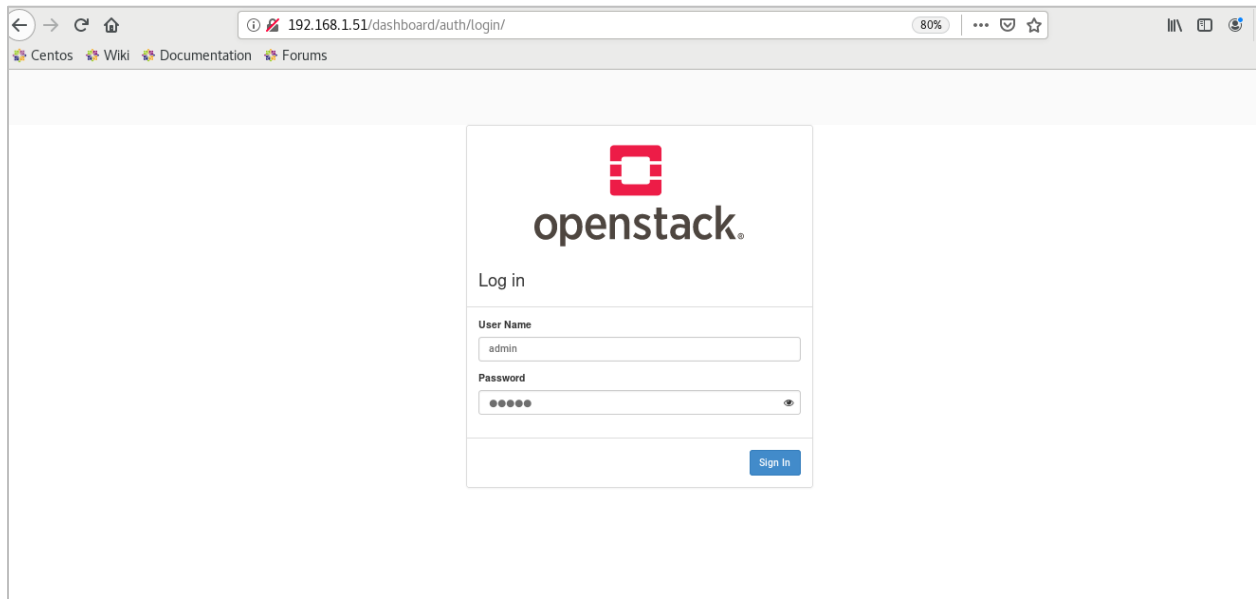 192.168.1.51/dashboard/auth/login/ 80%
Centos Wiki Documentation Forums
openstack®
Log in
User Name
admin
Password
Sign In